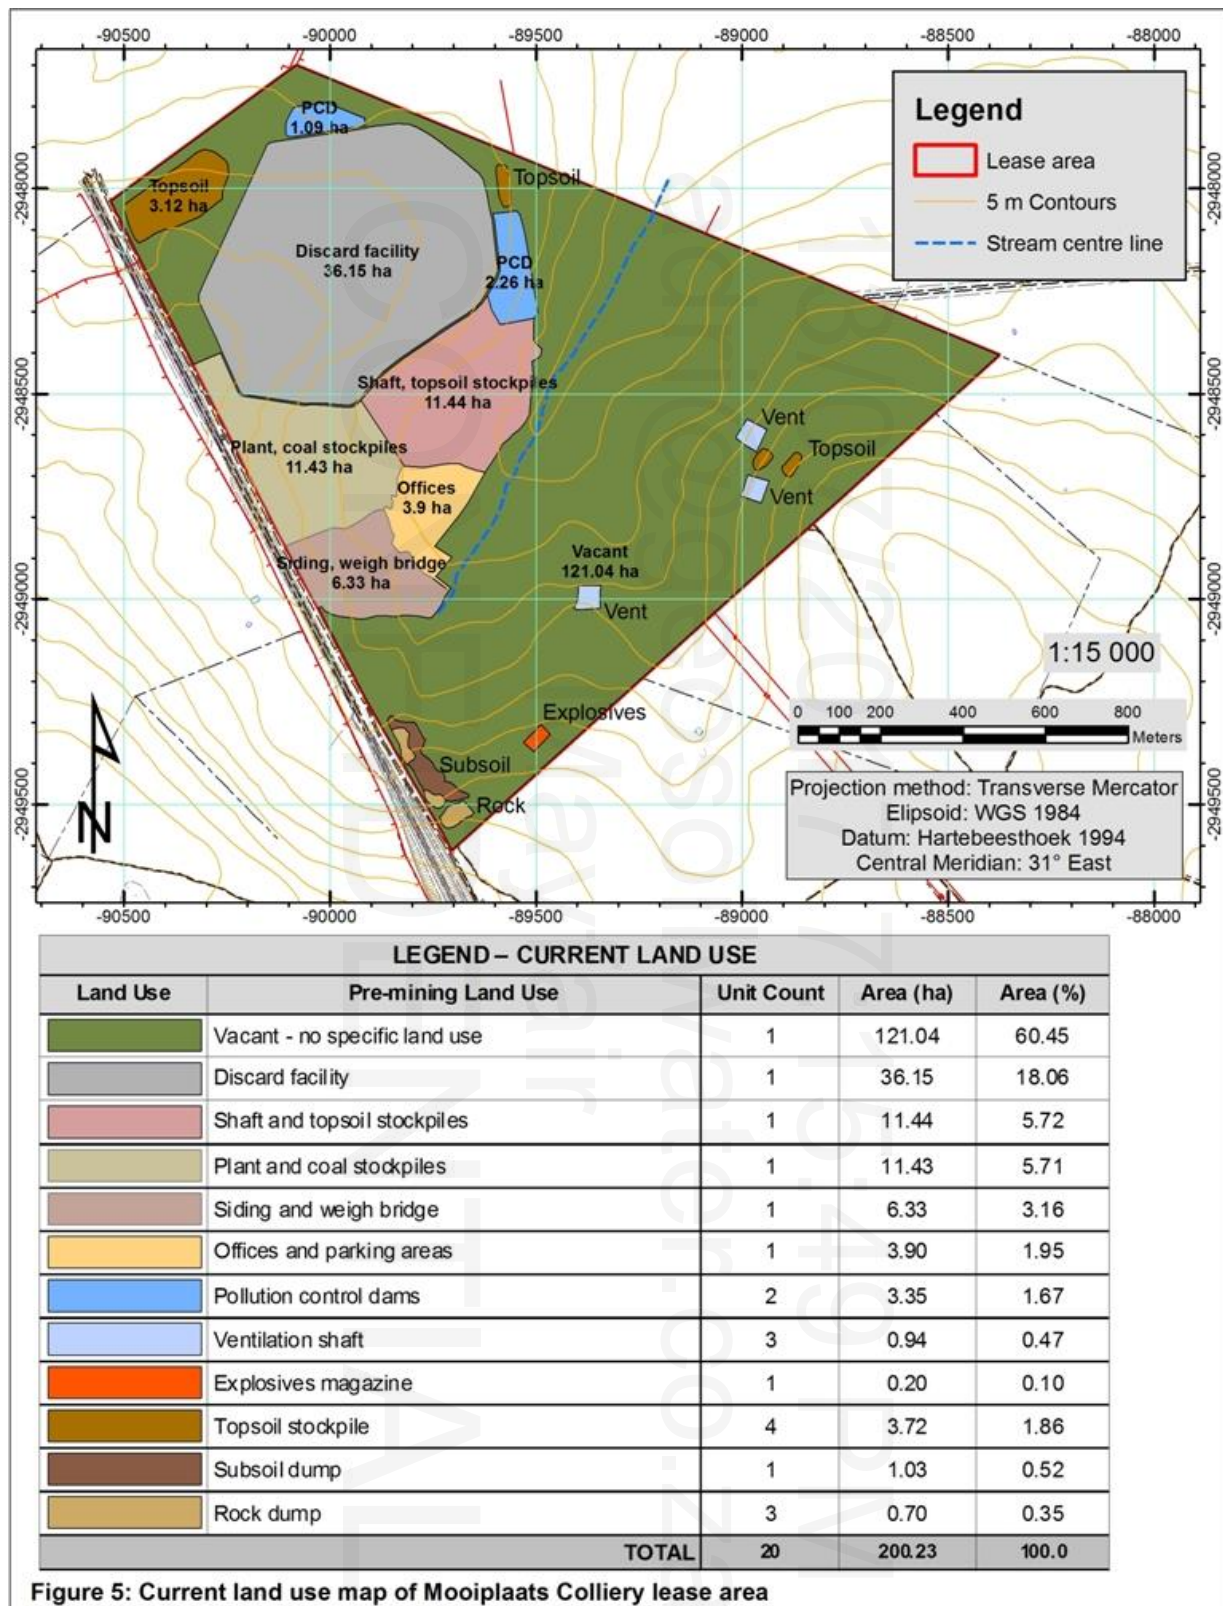 -90500 -90000 -89500 -89000 -88500 -88000
-2948000 -2948000
-2948500 -2948500
-2949000 -2949000
-2949500 -2949500
Legend
Lease area
5 m Contours
Stream centre line
PCD
1.09 ha
Topsoil
3.12 ha
Topsoil
Discard facility
36.15 ha
PCD
2.26 ha
Shaft, topsoil stockpiles
11.44 ha
Vent
Plant, coal stockpiles
11.43 ha
Topsoil
Offices
3.9 ha
Vent
Siding, weigh bridge
6.33 ha
Vacant
121.04 ha
Vent
Explosives
Subsoil
Rock
1:15 000
0 100 200 400 600 800
Meters
N
Projection method: Transverse Mercator
Elipsoid: WGS 1984
Datum: Hartebeesthoek 1994
Central Meridian: 31° East
-90500 -90000 -89500 -89000 -88500 -88000
LEGEND – CURRENT LAND USE
Land Use Pre-mining Land Use Unit Count Area (ha) Area (%)
Vacant - no specific land use 1 121.04 60.45
Discard facility 1 36.15 18.06
Shaft and topsoil stockpiles 1 11.44 5.72
Plant and coal stockpiles 1 11.43 5.71
Siding and weigh bridge 1 6.33 3.16
Offices and parking areas 1 3.90 1.95
Pollution control dams 2 3.35 1.67
Ventilation shaft 3 0.94 0.47
Explosives magazine 1 0.20 0.10
Topsoil stockpile 4 3.72 1.86
Subsoil dump 1 1.03 0.52
Rock dump 3 0.70 0.35
TOTAL 20 200.23 100.0
Figure 5: Current land use map of Mooiplaats Colliery lease area
CONFIDENTIAL